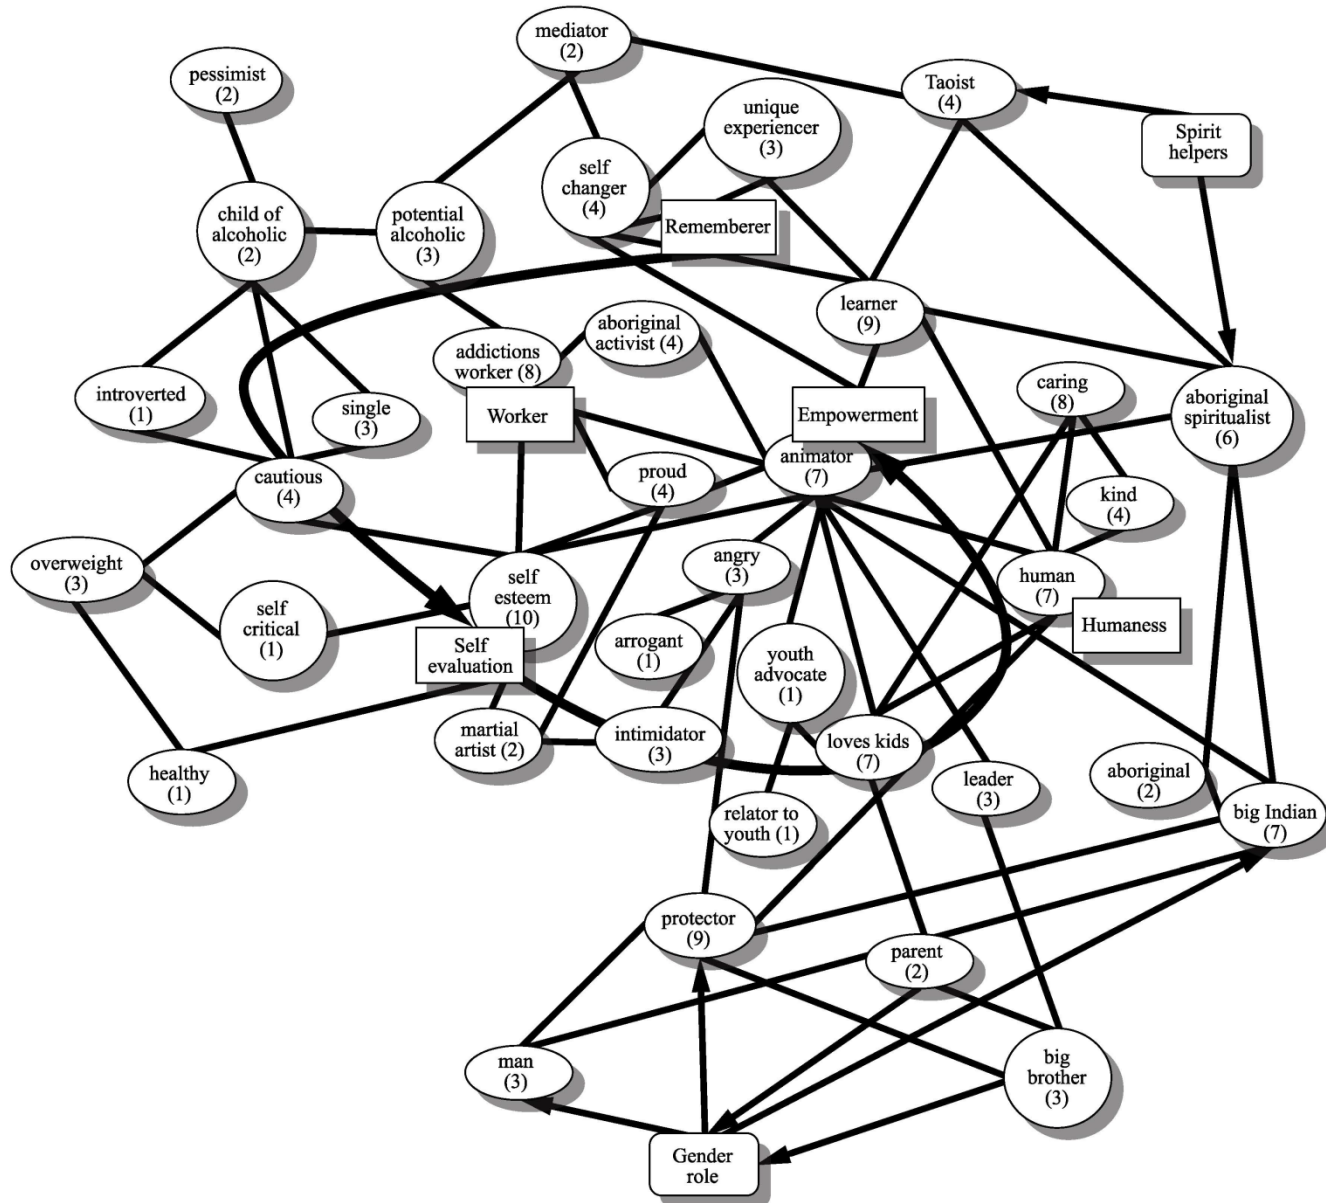 mediator
(2)
pessimist
(2)
Taoist
(4)
unique
experiencer
(3)
Spirit
helpers
self
changer
(4)
child of
alcoholic
(2)
potential
alcoholic
(3)
Rememberer
learner
(9)
aboriginal
activist (4)
addictions
worker (8)
caring
(8)
aboriginal
spiritualist
(6)
introverted
(1)
single
(3)
Worker
Empowerment
cautious
(4)
proud
(4)
animator
(7)
kind
(4)
overweight
(3)
self
esteem
(10)
angry
(3)
human
(7)
self
critical
(1)
Self
evaluation
arrogant
(1)
youth
advocate
(1)
Humaness
martial
artist (2)
intimidator
(3)
loves kids
(7)
healthy
(1)
leader
(3)
aboriginal
(2)
relator to
youth (1)
big Indian
(7)
protector
(9)
parent
(2)
man
(3)
big
brother
(3)
Gender
role